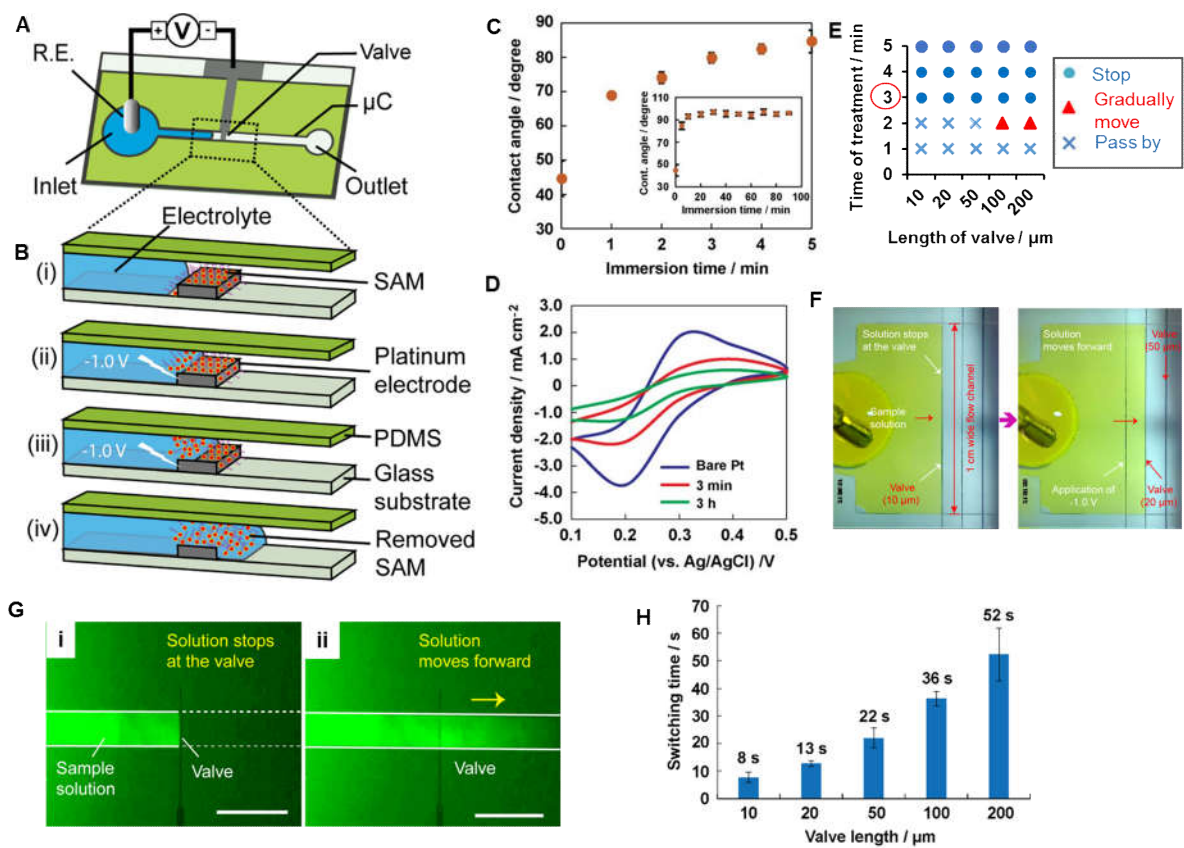 A
+ V -
R.E.
Valve
µC
Inlet
Outlet
Electrolyte
B
(i)
SAM
(ii)
-1.0 V
Platinum
electrode
(iii)
-1.0 V
PDMS
Glass
substrate
(iv)
Removed
SAM
C
Contact angle / degree
90
80
70
60
50
40
30
0 1 2 3 4 5
Immersion time / min
Cont. angle / degree
110
90
70
50
30
0 20 40 60 80 100
Immersion time / min
D
Current density / mA cm-2
3.0
2.0
1.0
0
-1.0
-2.0
-3.0
-4.0
-5.0
Bare Pt
3 min
3 h
0.1 0.2 0.3 0.4 0.5
Potential (vs. Ag/AgCl) /V
E
Time of treatment / min
5
4
3
2
1
0
10 20 50 100 200
Length of valve / µm
Stop
Gradually
move
Pass by
F
Solution stops
at the valve
Sample
solution
Valve
(10 µm)
1 cm wide flow channel
Solution
moves forward
Valve
(50 µm)
Application of
-1.0 V
Valve
(20 µm)
G
i
Solution stops
at the valve
Sample
solution
Valve
ii
Solution
moves forward
Valve
H
Switching time / s
70
60
50
40
30
20
10
0
8 s
13 s
22 s
36 s
52 s
10 20 50 100 200
Valve length / µm